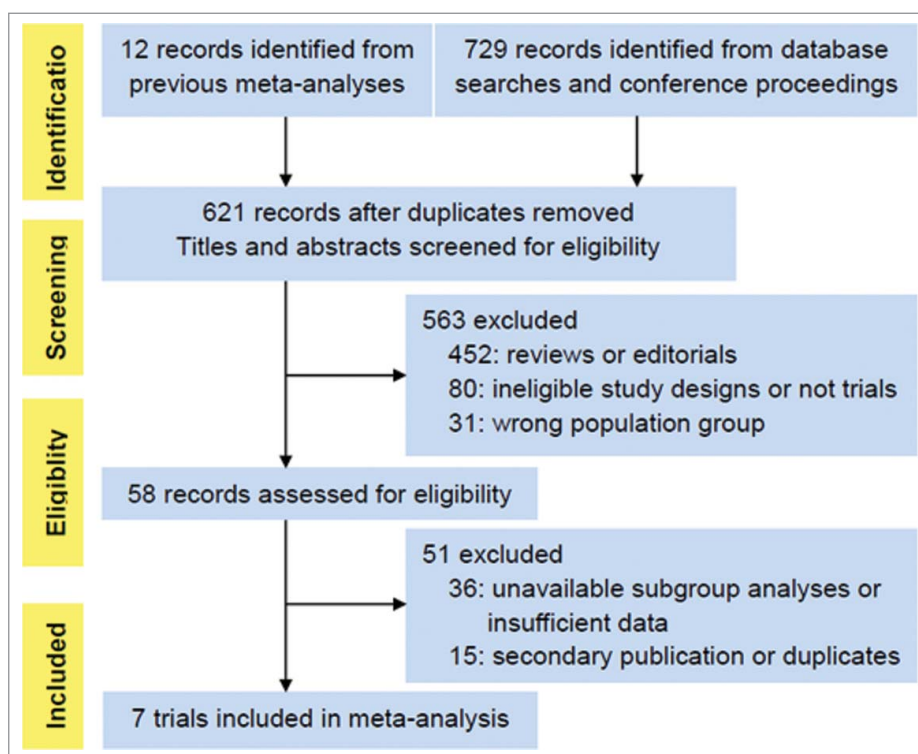 Identificatio
12 records identified from
previous meta-analyses
729 records identified from database
searches and conference proceedings
Screening
621 records after duplicates removed
Titles and abstracts screened for eligibility
563 excluded
452: reviews or editorials
80: ineligible study designs or not trials
31: wrong population group
Eligiblity
58 records assessed for eligibility
51 excluded
36: unavailable subgroup analyses or
insufficient data
15: secondary publication or duplicates
Included
7 trials included in meta-analysis